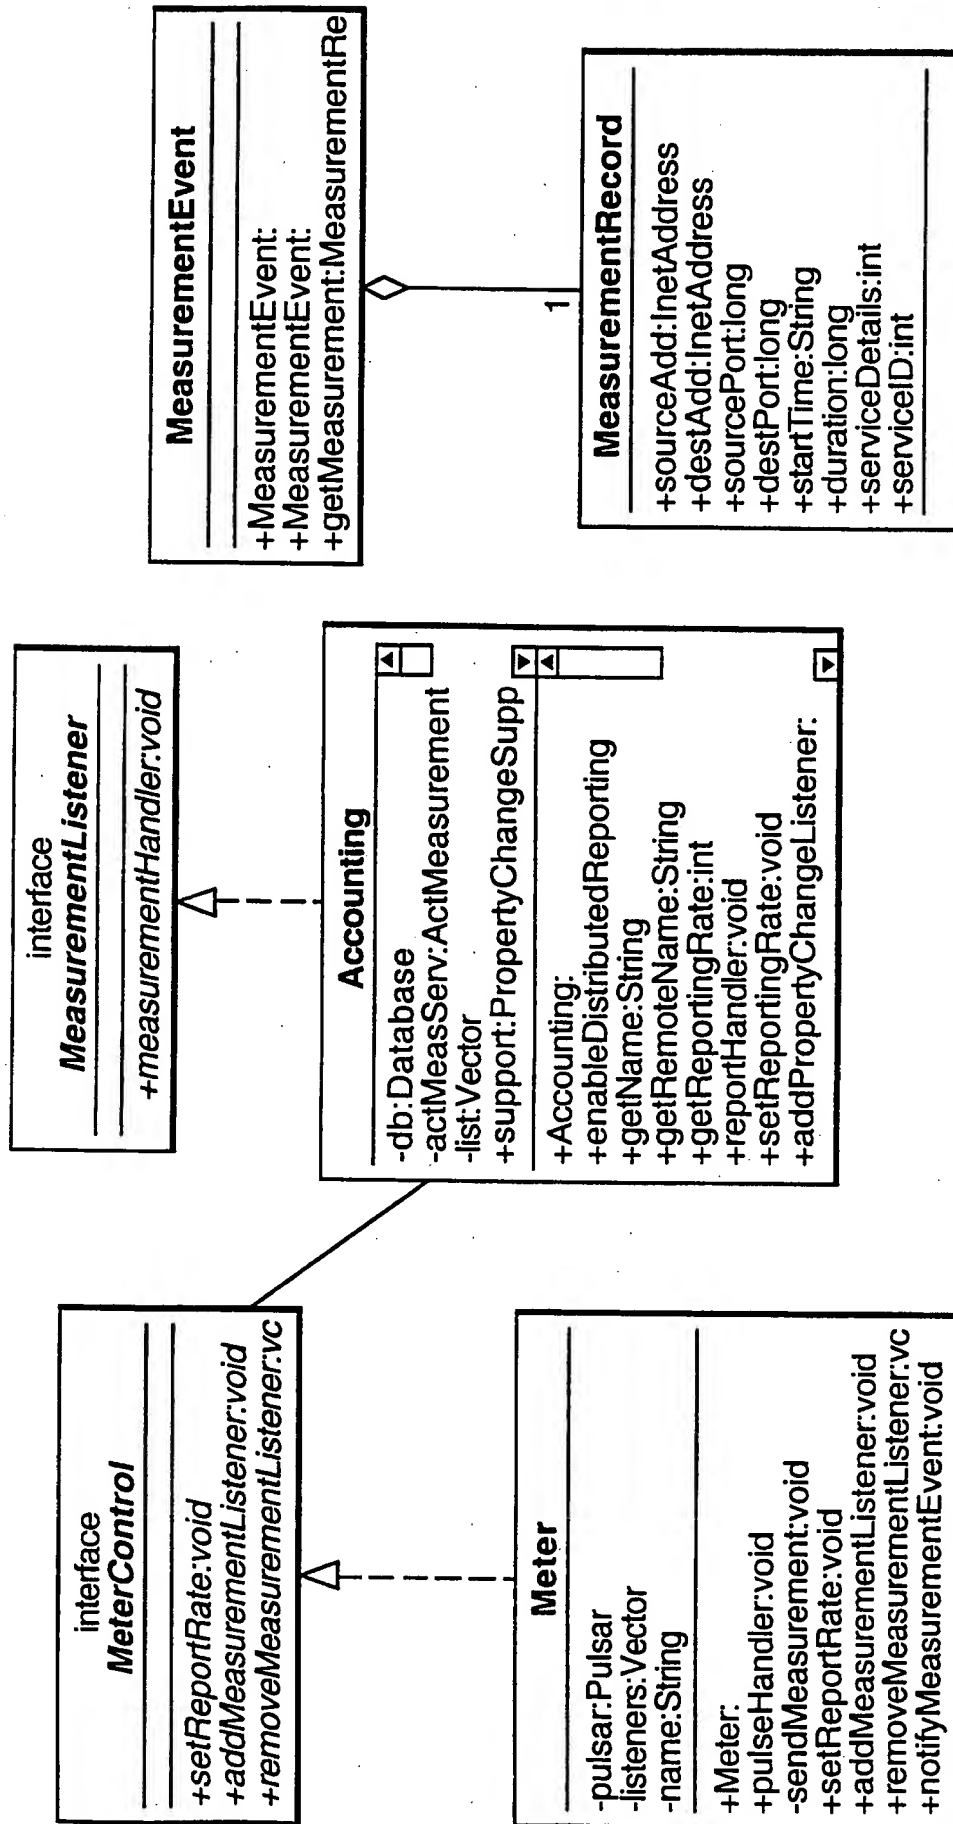 interface
MeterControl
+setReportRate:void
+addMeasurementListener:void
+removeMeasurementListener:vc
Meter
-pulsar:Pulsar
-listeners:Vector
-name:String
+Meter:
+pulseHandler:void
-sendMeasurement:void
+setReportRate:void
+addMeasurementListener:void
+removeMeasurementListener:vc
+notifyMeasurementEvent:void
interface
MeasurementListener
+measurementHandler:void
Accounting
-db:Database
-actMeasServ:ActMeasurement
-list:Vector
+support:PropertyChangeSupp
+Accounting:
+enableDistributedReporting
+getName:String
+getRemoteName:String
+getReportingRate:int
+reportHandler:void
+setReportingRate:void
+addPropertyChangeListener:
MeasurementEvent
+MeasurementEvent:
+MeasurementEvent:
+getMeasurement:MeasurementRe
1
MeasurementRecord
+sourceAdd:InetAddress
+destAdd:InetAddress
+sourcePort:long
+destPort:long
+startTime:String
+duration:long
+serviceDetails:int
+serviceID:int